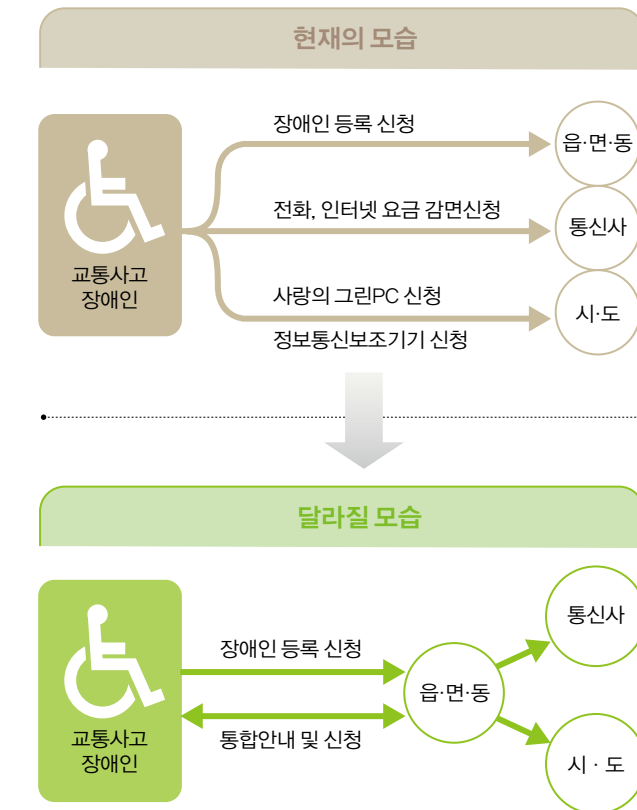 현재의 모습
장애인 등록 신청
읍·면·동
전화, 인터넷 요금 감면신청
통신사
교통사고
장애인
사랑의 그린PC 신청
정보통신보조기기 신청
시·도
달라질 모습
통신사
장애인 등록 신청
읍·면·동
통합안내 및 신청
교통사고
장애인
시 · 도